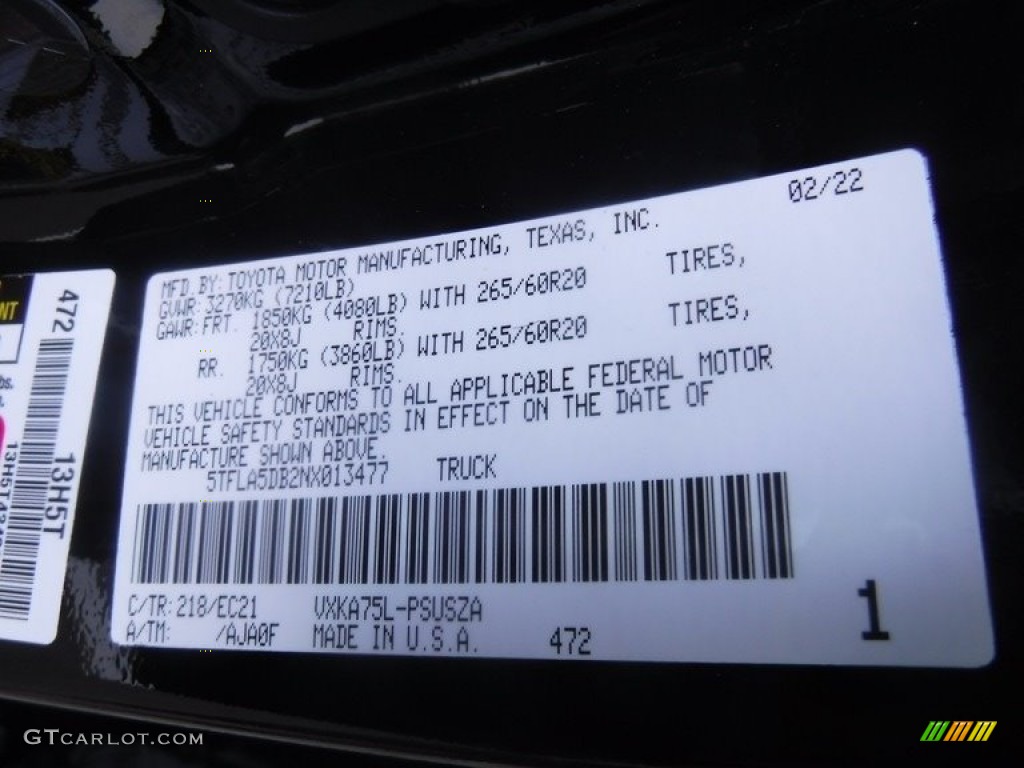 02/22
MFD. BY: TOYOTA MOTOR MANUFACTURING, TEXAS, INC.
GVWR: 3270KG (7210LB)
GAWR: FRT. 1850KG (4080LB) WITH 265/60R20 TIRES,
20X8J RIMS.
RR. 1750KG (3860LB) WITH 265/60R20 TIRES,
20X8J RIMS.
THIS VEHICLE CONFORMS TO ALL APPLICABLE FEDERAL MOTOR
VEHICLE SAFETY STANDARDS IN EFFECT ON THE DATE OF
MANUFACTURE SHOWN ABOVE.
5TFLA5DB2NX013477 TRUCK
C/TR: 218/EC21 VXKA75L-PSUSZA
A/TM: /AJA0F MADE IN U.S.A. 472
1
472
13H5T
GTCARLOT.COM